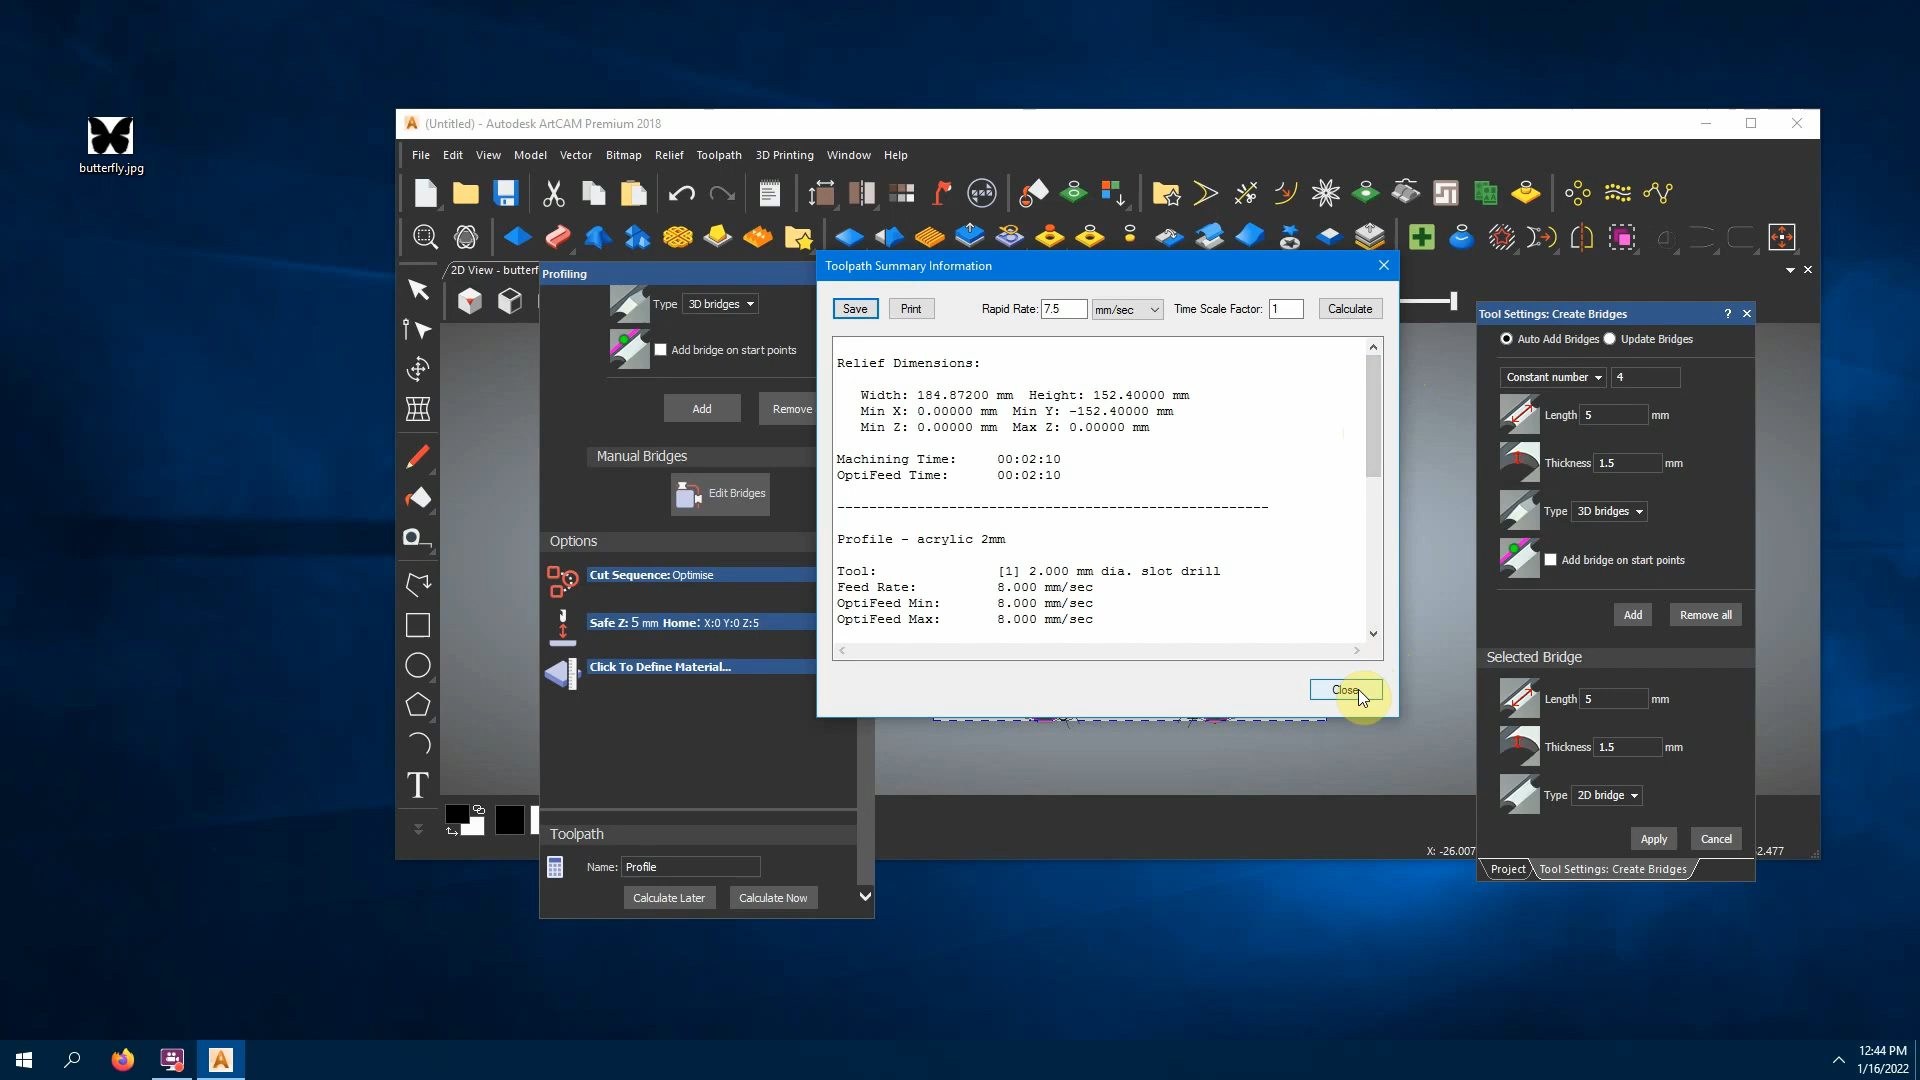 butterfly.jpg
(Untitled) - Autodesk ArtCAM Premium 2018
File Edit View Model Vector Bitmap Relief Toolpath 3D Printing Window Help
2D View - butterf
Profiling
Type 3D bridges
Add bridge on start points
Add Remove
Manual Bridges
Edit Bridges
Options
Cut Sequence: Optimise
Safe Z: 5 mm Home: X:0 Y:0 Z:5
Click To Define Material...
Toolpath
Name: Profile
Calculate Later Calculate Now
Toolpath Summary Information
Save Print Rapid Rate: 7.5 mm/sec Time Scale Factor: 1 Calculate
Relief Dimensions:
Width: 184.87200 mm Height: 152.40000 mm
Min X: 0.00000 mm Min Y: -152.40000 mm
Min Z: 0.00000 mm Max Z: 0.00000 mm
Machining Time: 00:02:10
OptiFeed Time: 00:02:10
------------------------------------------------------
Profile - acrylic 2mm
Tool: [1] 2.000 mm dia. slot drill
Feed Rate: 8.000 mm/sec
OptiFeed Min: 8.000 mm/sec
OptiFeed Max: 8.000 mm/sec
Close
Tool Settings: Create Bridges ?
Auto Add Bridges Update Bridges
Constant number 4
Length 5 mm
Thickness 1.5 mm
Type 3D bridges
Add bridge on start points
Add Remove all
Selected Bridge
Length 5 mm
Thickness 1.5 mm
Type 2D bridge
Apply Cancel
Project Tool Settings: Create Bridges
X: -26.007
2.477
T
12:44 PM
1/16/2022